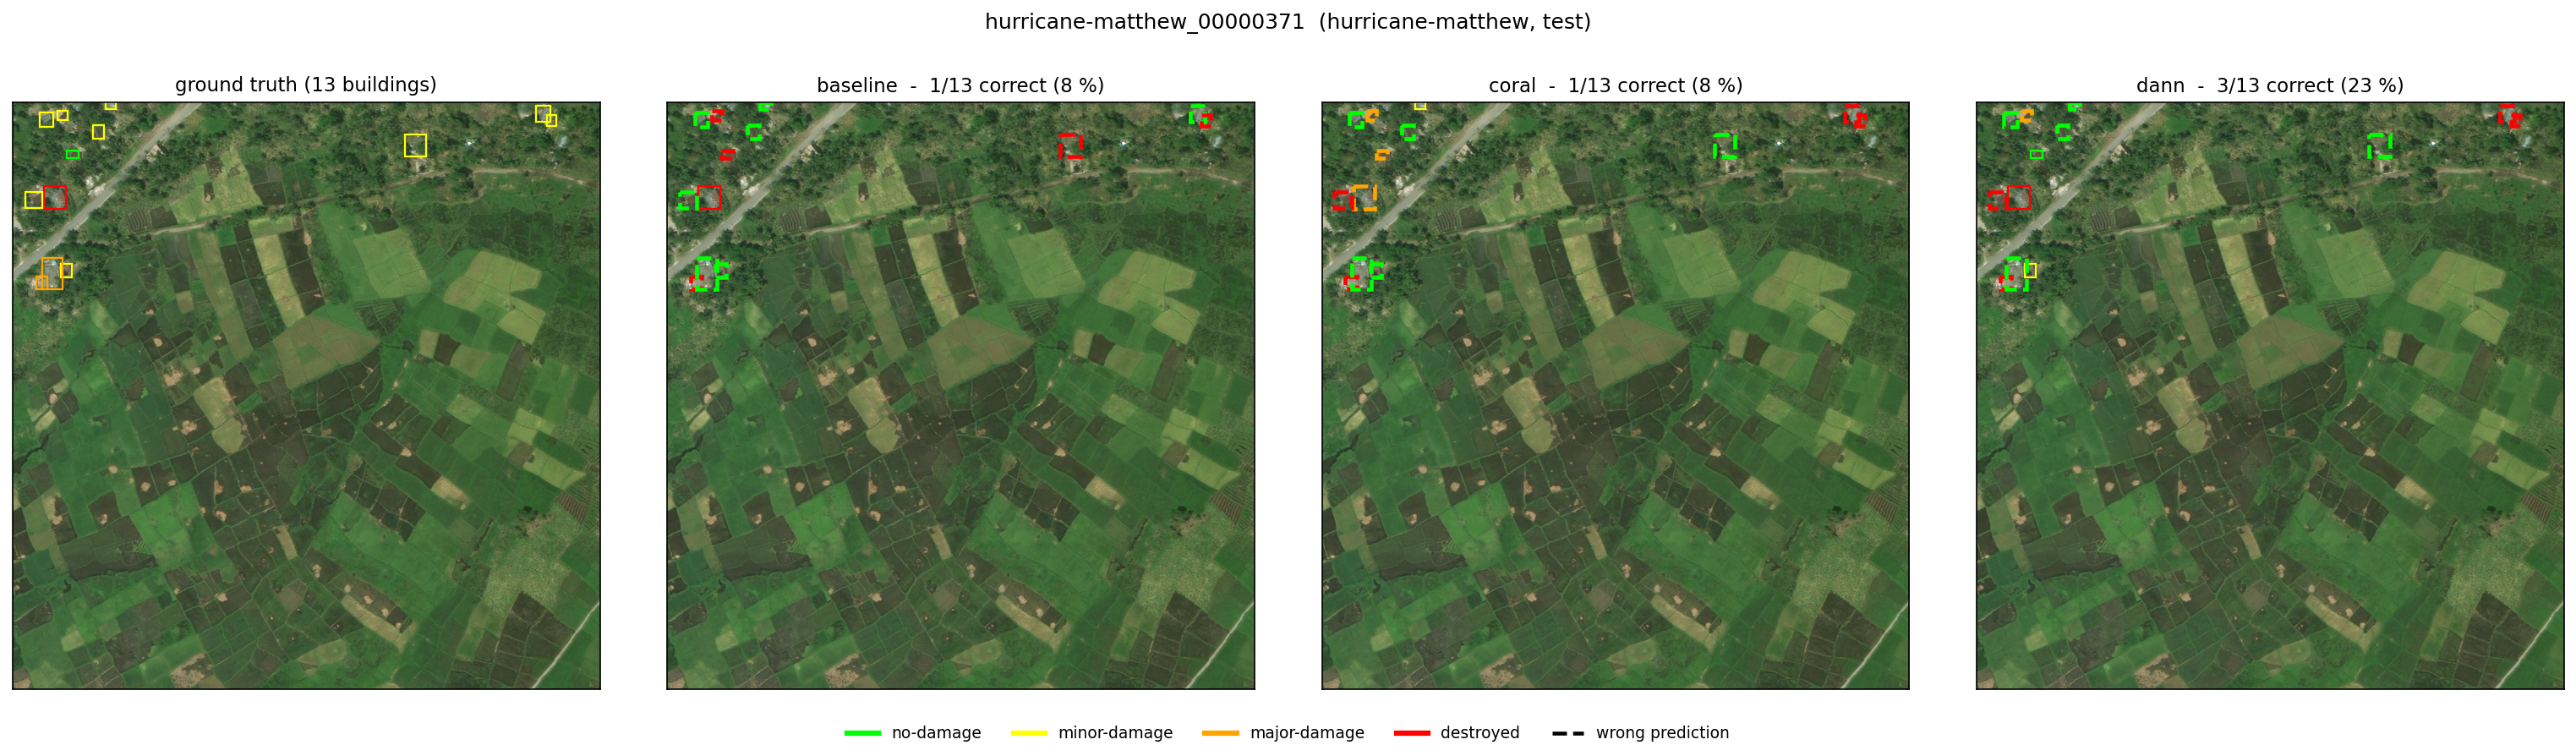 hurricane-matthew_00000371 (hurricane-matthew, test)
ground truth (13 buildings)
baseline - 1/13 correct (8 %)
coral - 1/13 correct (8 %)
dann - 3/13 correct (23 %)
no-damage
minor-damage
major-damage
destroyed
wrong prediction